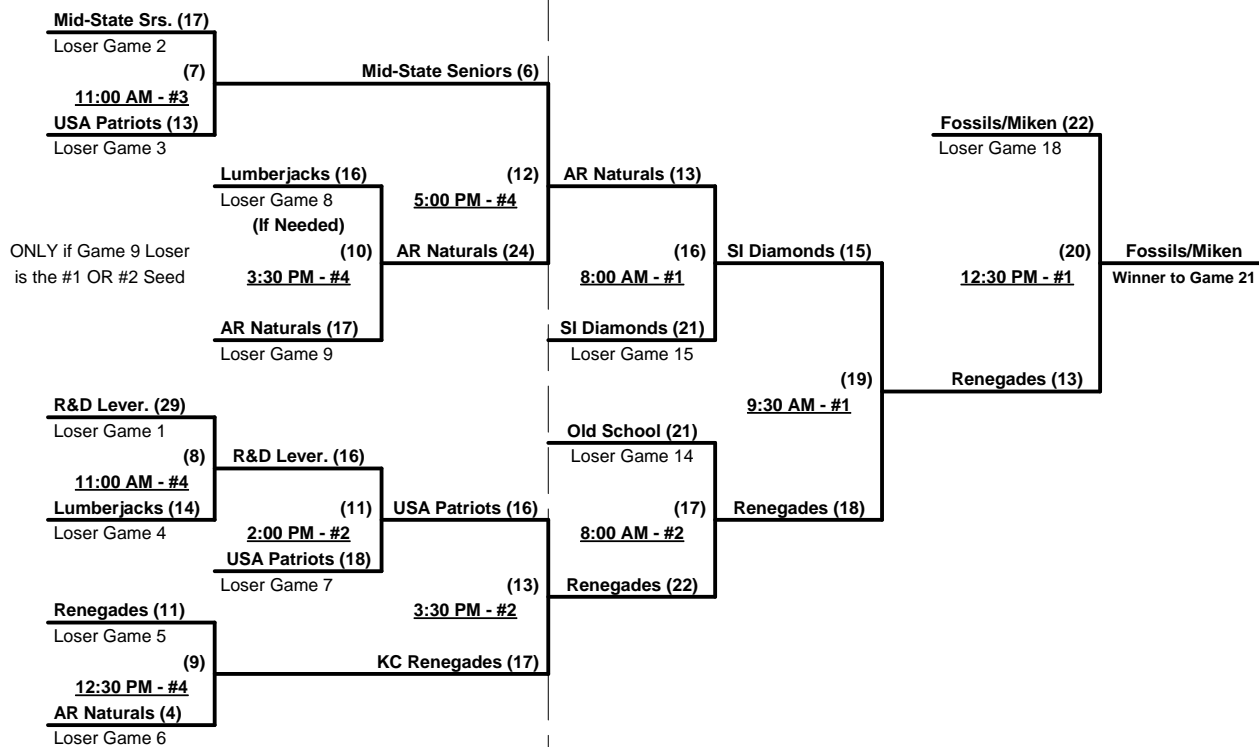 Mid-State Srs. (17)
Loser Game 2
(7)
11:00 AM - #3
USA Patriots (13)
Loser Game 3
Mid-State Seniors (6)
Lumberjacks (16)
Loser Game 8
(If Needed)
(10)
3:30 PM - #4
ONLY if Game 9 Loser
is the #1 OR #2 Seed
AR Naturals (17)
Loser Game 9
AR Naturals (24)
(12)
5:00 PM - #4
AR Naturals (13)
(16)
8:00 AM - #1
SI Diamonds (21)
Loser Game 15
SI Diamonds (15)
Fossils/Miken (22)
Loser Game 18
(20)
12:30 PM - #1
Fossils/Miken
Winner to Game 21
(19)
9:30 AM - #1
Renegades (13)
R&D Lever. (29)
Loser Game 1
(8)
11:00 AM - #4
Lumberjacks (14)
Loser Game 4
R&D Lever. (16)
(11)
2:00 PM - #2
USA Patriots (18)
Loser Game 7
USA Patriots (16)
Old School (21)
Loser Game 14
(17)
8:00 AM - #2
Renegades (18)
(13)
3:30 PM - #2
Renegades (22)
Renegades (11)
Loser Game 5
(9)
12:30 PM - #4
AR Naturals (4)
Loser Game 6
KC Renegades (17)